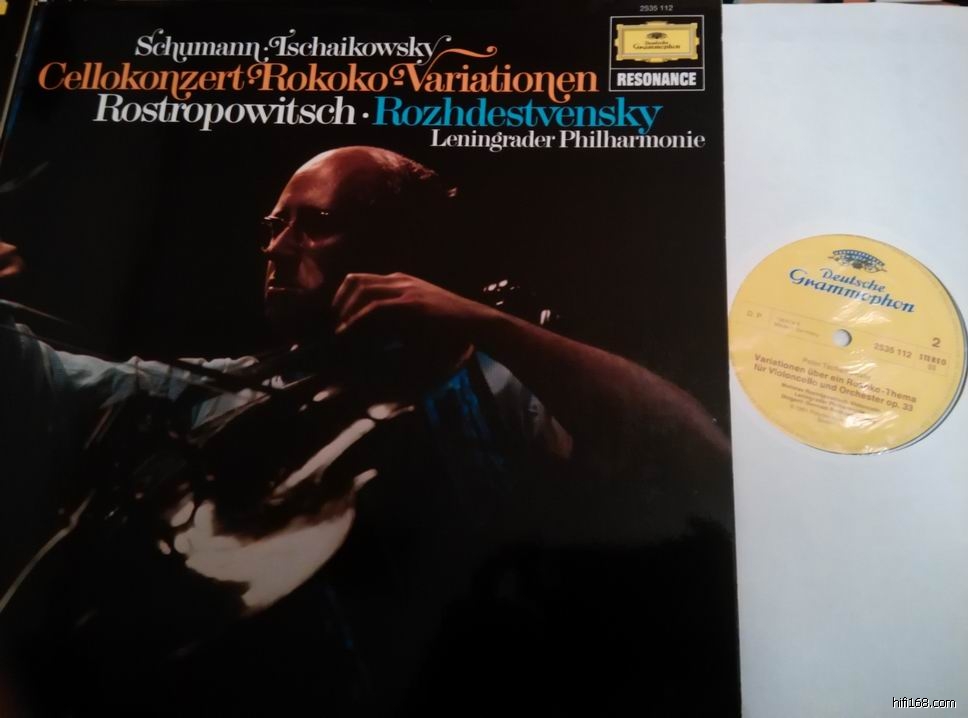 2535 112
Schumann · Tschaikowsky
Cellokonzert · Rokoko-Variationen
Rostropowitsch · Rozhdestvensky
Leningrader Philharmonie
Deutsche
Grammophon
RESONANCE
Deutsche
Grammophon
2
D. P
2535 112 STEREO
Variationen über ein Rokoko-Thema
für Violoncello und Orchester op. 33
hifi168.com